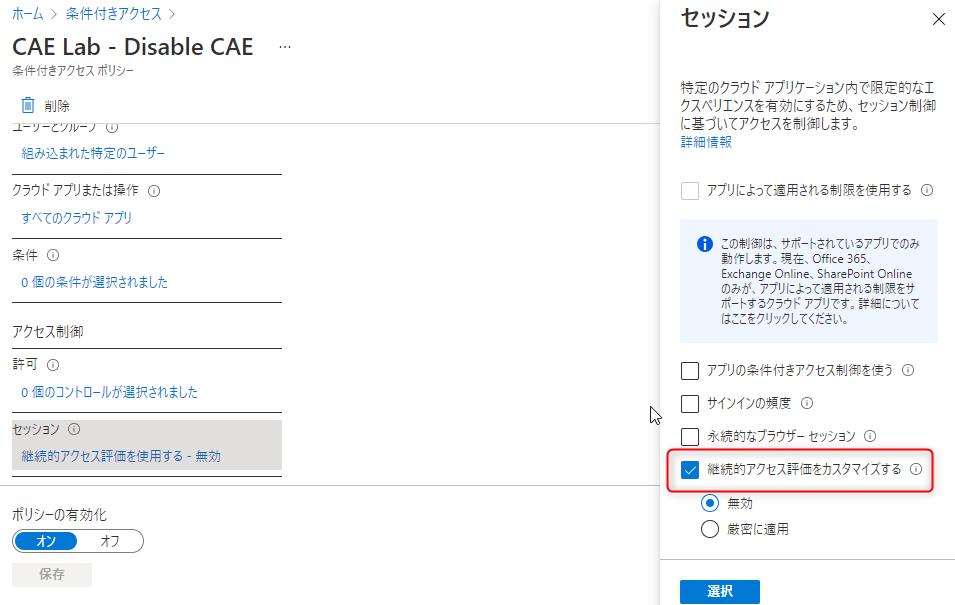 ホーム > 条件付きアクセス >
CAE Lab - Disable CAE ...
条件付きアクセス ポリシー
削除
ユーザーとグループ
組み込まれた特定のユーザー
クラウド アプリまたは操作
すべてのクラウド アプリ
条件
0 個の条件が選択されました
アクセス制御
許可
0 個のコントロールが選択されました
セッション
継続的アクセス評価を使用する - 無効
ポリシーの有効化
オン オフ
保存
セッション
特定のクラウド アプリケーション内で限定的なエ
クスペリエンスを有効にするため、セッション制御
に基づいてアクセスを制御します。
詳細情報
アプリによって適用される制限を使用する
この制御は、サポートされているアプリでのみ
動作します。現在、Office 365、
Exchange Online、SharePoint Online
のみが、アプリによって適用される制限をサ
ポートするクラウド アプリです。詳細について
はここをクリックしてください。
アプリの条件付きアクセス制御を使う
サインインの頻度
永続的なブラウザー セッション
継続的アクセス評価をカスタマイズする
無効
厳密に適用
選択